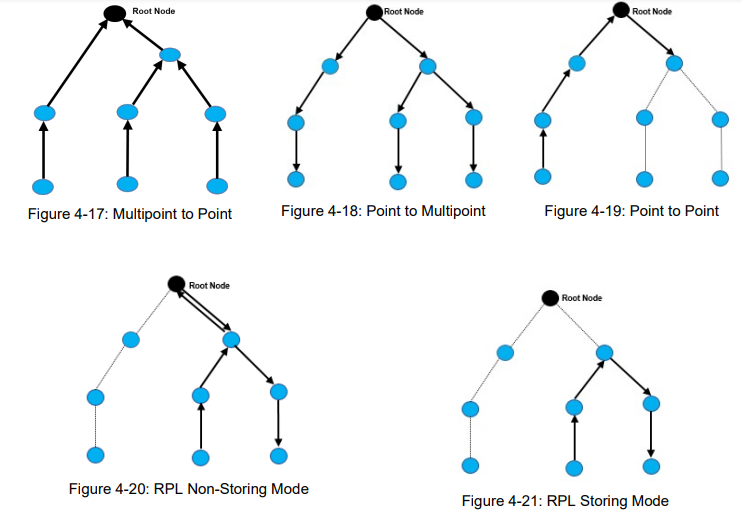 Root Node
Root Node
Root Node
Figure 4-17: Multipoint to Point
Figure 4-18: Point to Multipoint
Figure 4-19: Point to Point
Root Node
Root Node
Figure 4-20: RPL Non-Storing Mode
Figure 4-21: RPL Storing Mode